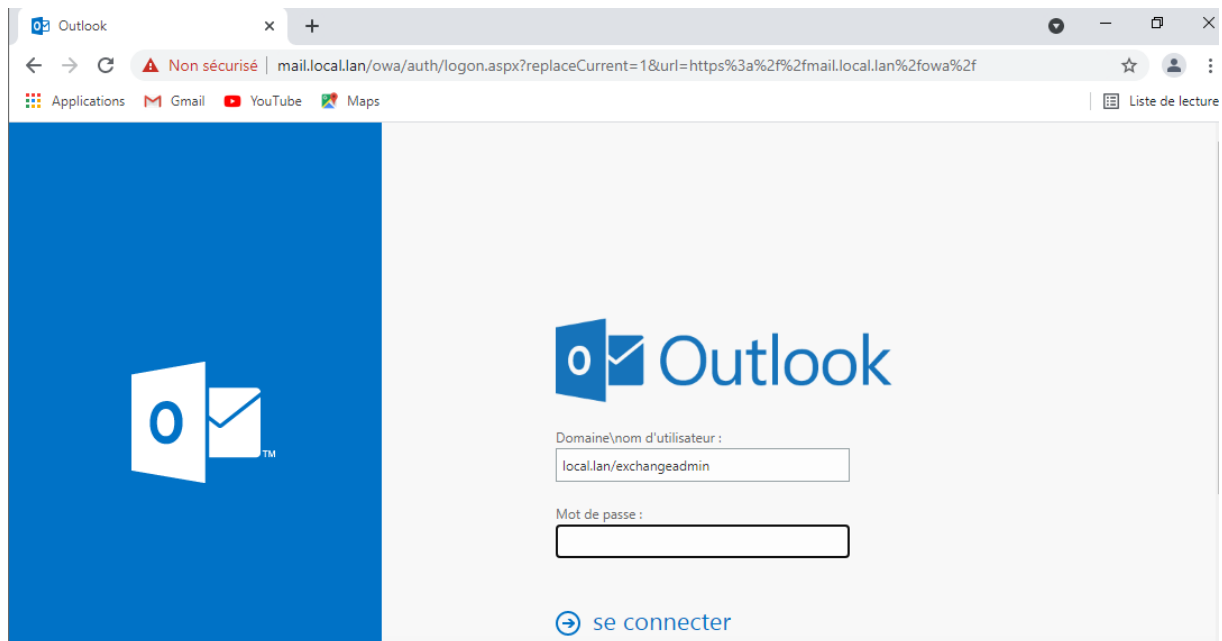 Outlook
Non sécurisé | mail.local.lan/owa/auth/logon.aspx?replaceCurrent=1&url=https%3a%2f%2fmail.local.lan%2fowa%2f
Applications Gmail YouTube Maps Liste de lecture
Outlook
TM
Domaine\nom d'utilisateur :
local.lan/exchangeadmin
Mot de passe :
se connecter